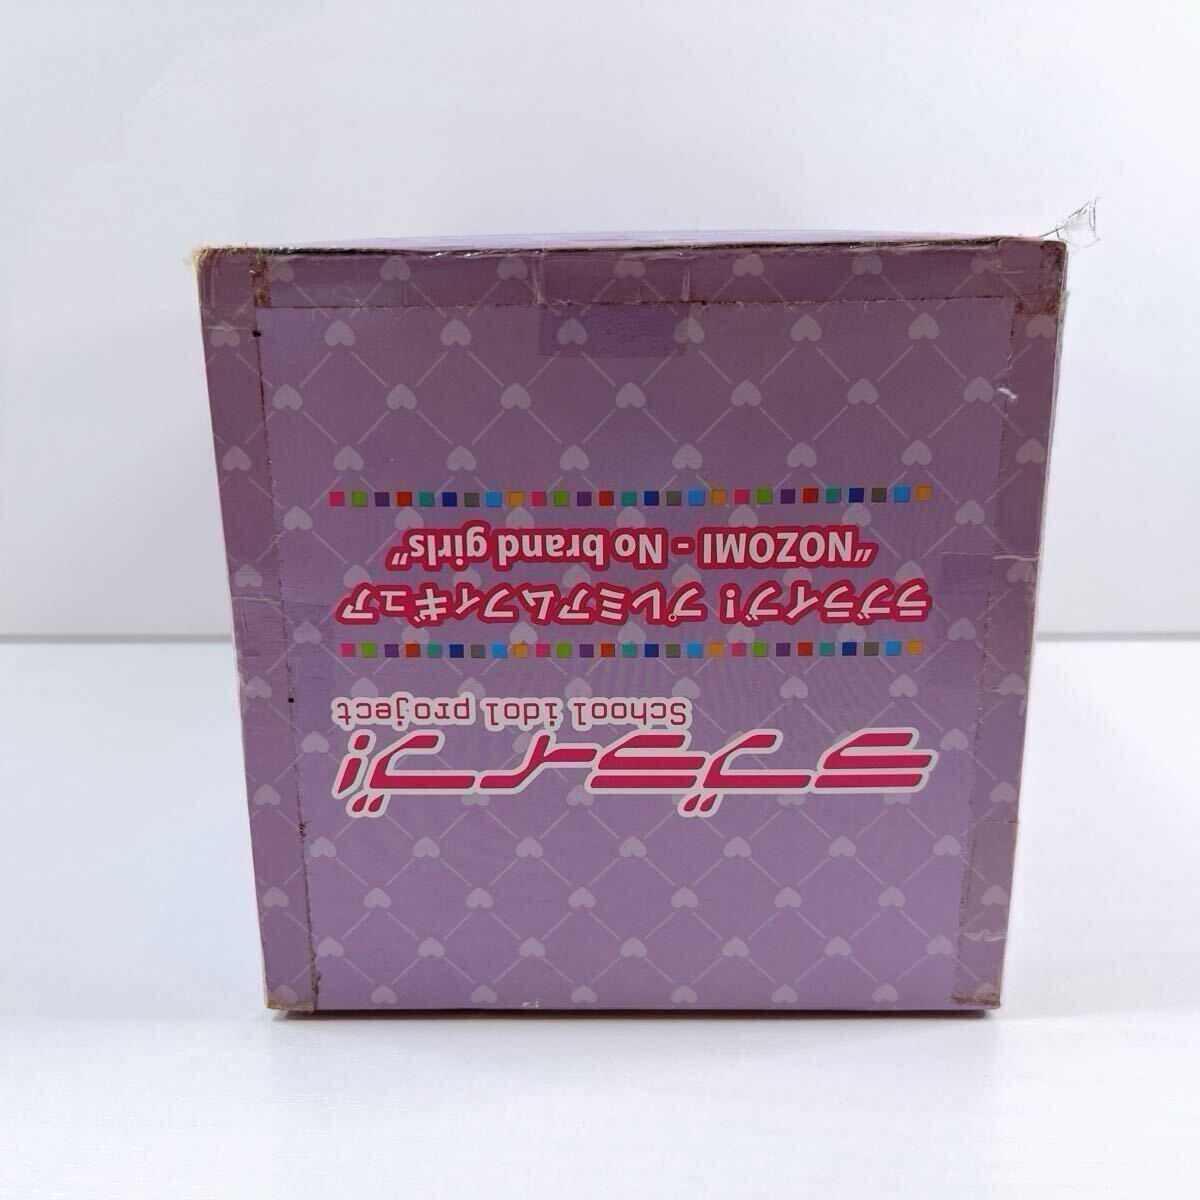 ラブライブ!
School idol project
ラブライブ! プレミアムフィギュア
"NOZOMI - No brand girls"